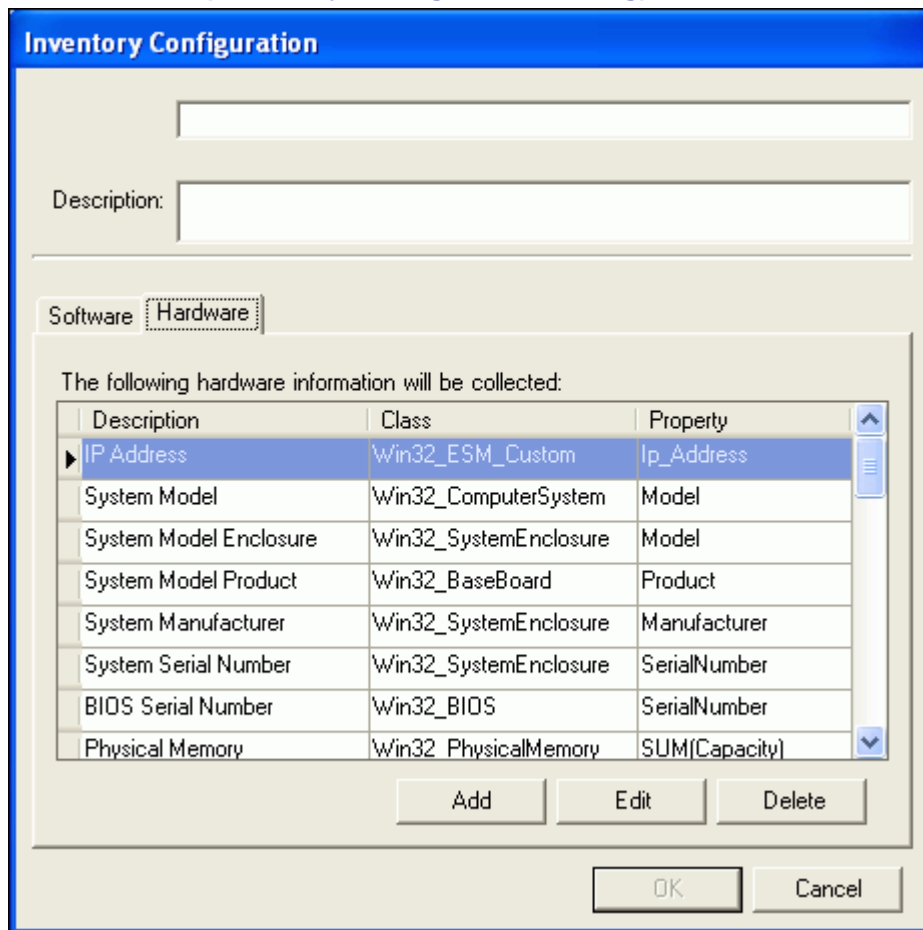 Inventory Configuration
Description:
Software Hardware
The following hardware information will be collected:
Description Class Property
IP Address Win32_ESM_Custom Ip_Address
System Model Win32_ComputerSystem Model
System Model Enclosure Win32_SystemEnclosure Model
System Model Product Win32_BaseBoard Product
System Manufacturer Win32_SystemEnclosure Manufacturer
System Serial Number Win32_SystemEnclosure SerialNumber
BIOS Serial Number Win32_BIOS SerialNumber
Physical Memory Win32_PhysicalMemory SUM(Capacity)
Add Edit Delete
OK Cancel